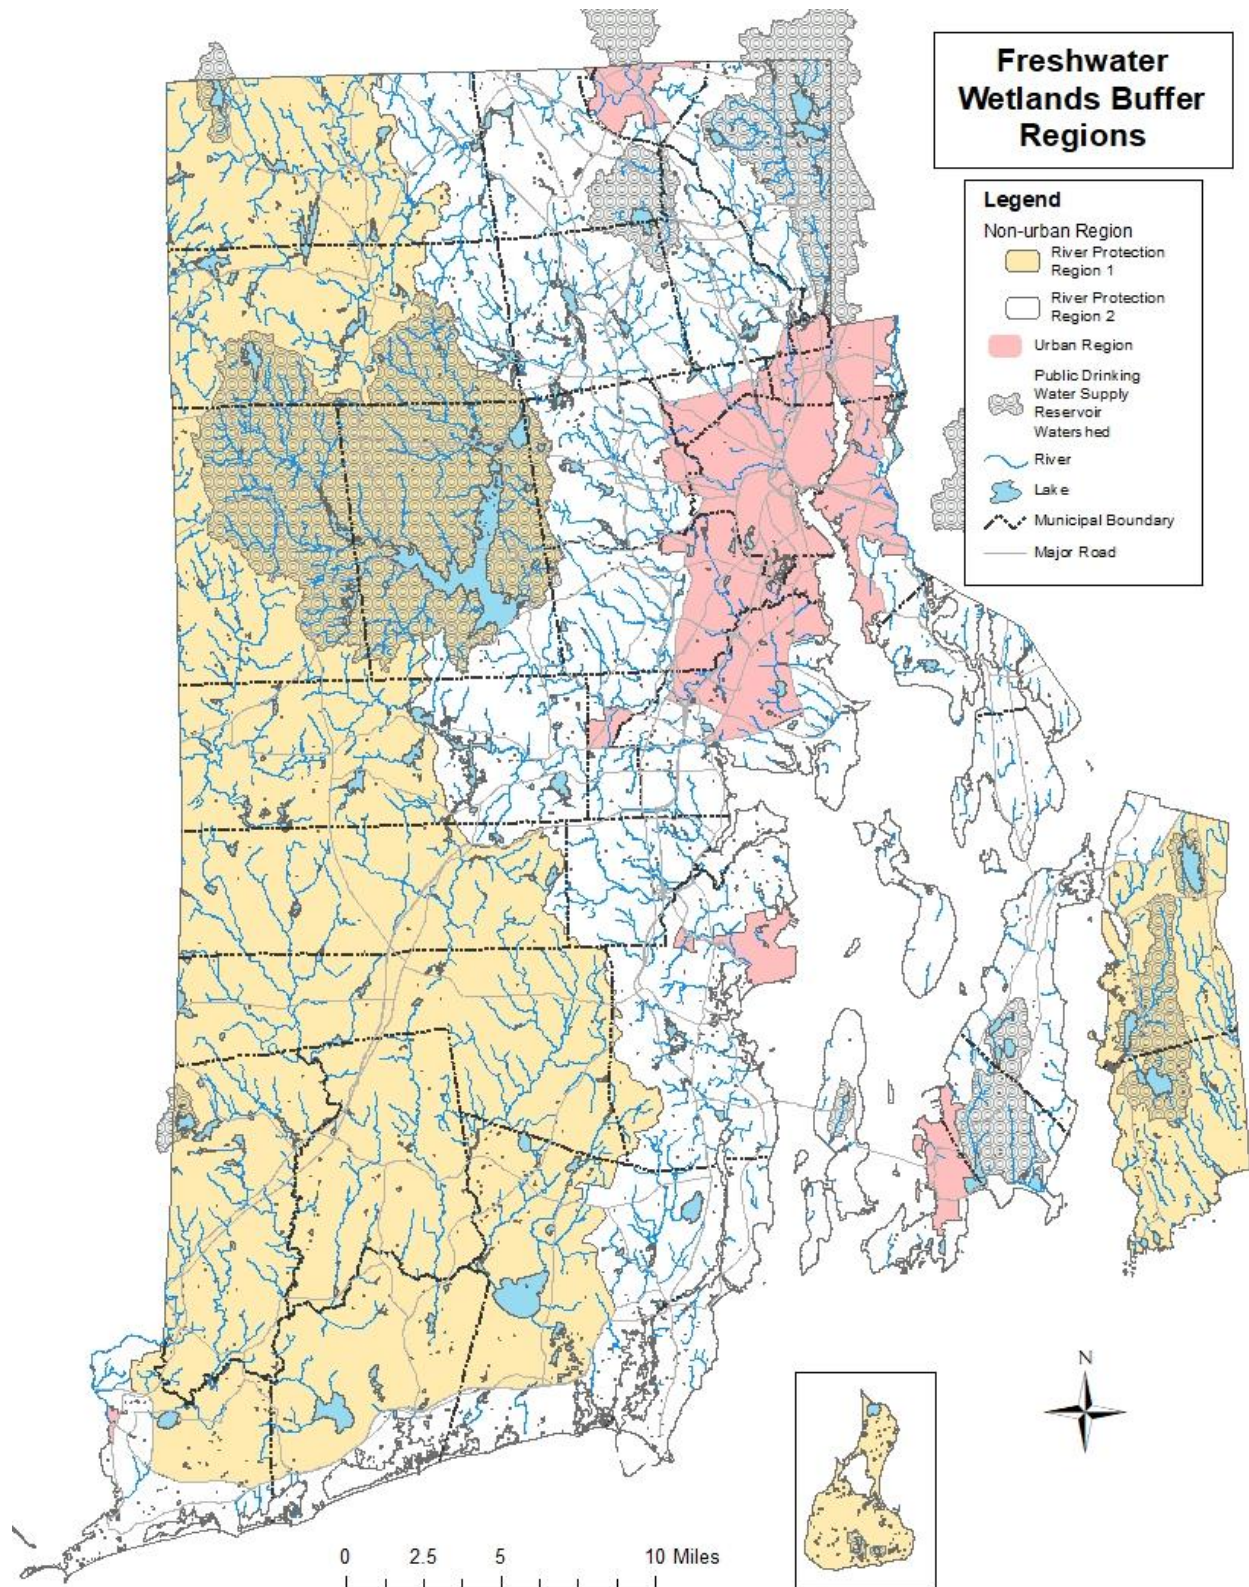 Freshwater
Wetlands Buffer
Regions
Legend
Non-urban Region
River Protection
Region 1
River Protection
Region 2
Urban Region
Public Drinking
Water Supply
Reservoir
Watershed
River
Lake
Municipal Boundary
Major Road
N
0 2.5 5 10 Miles